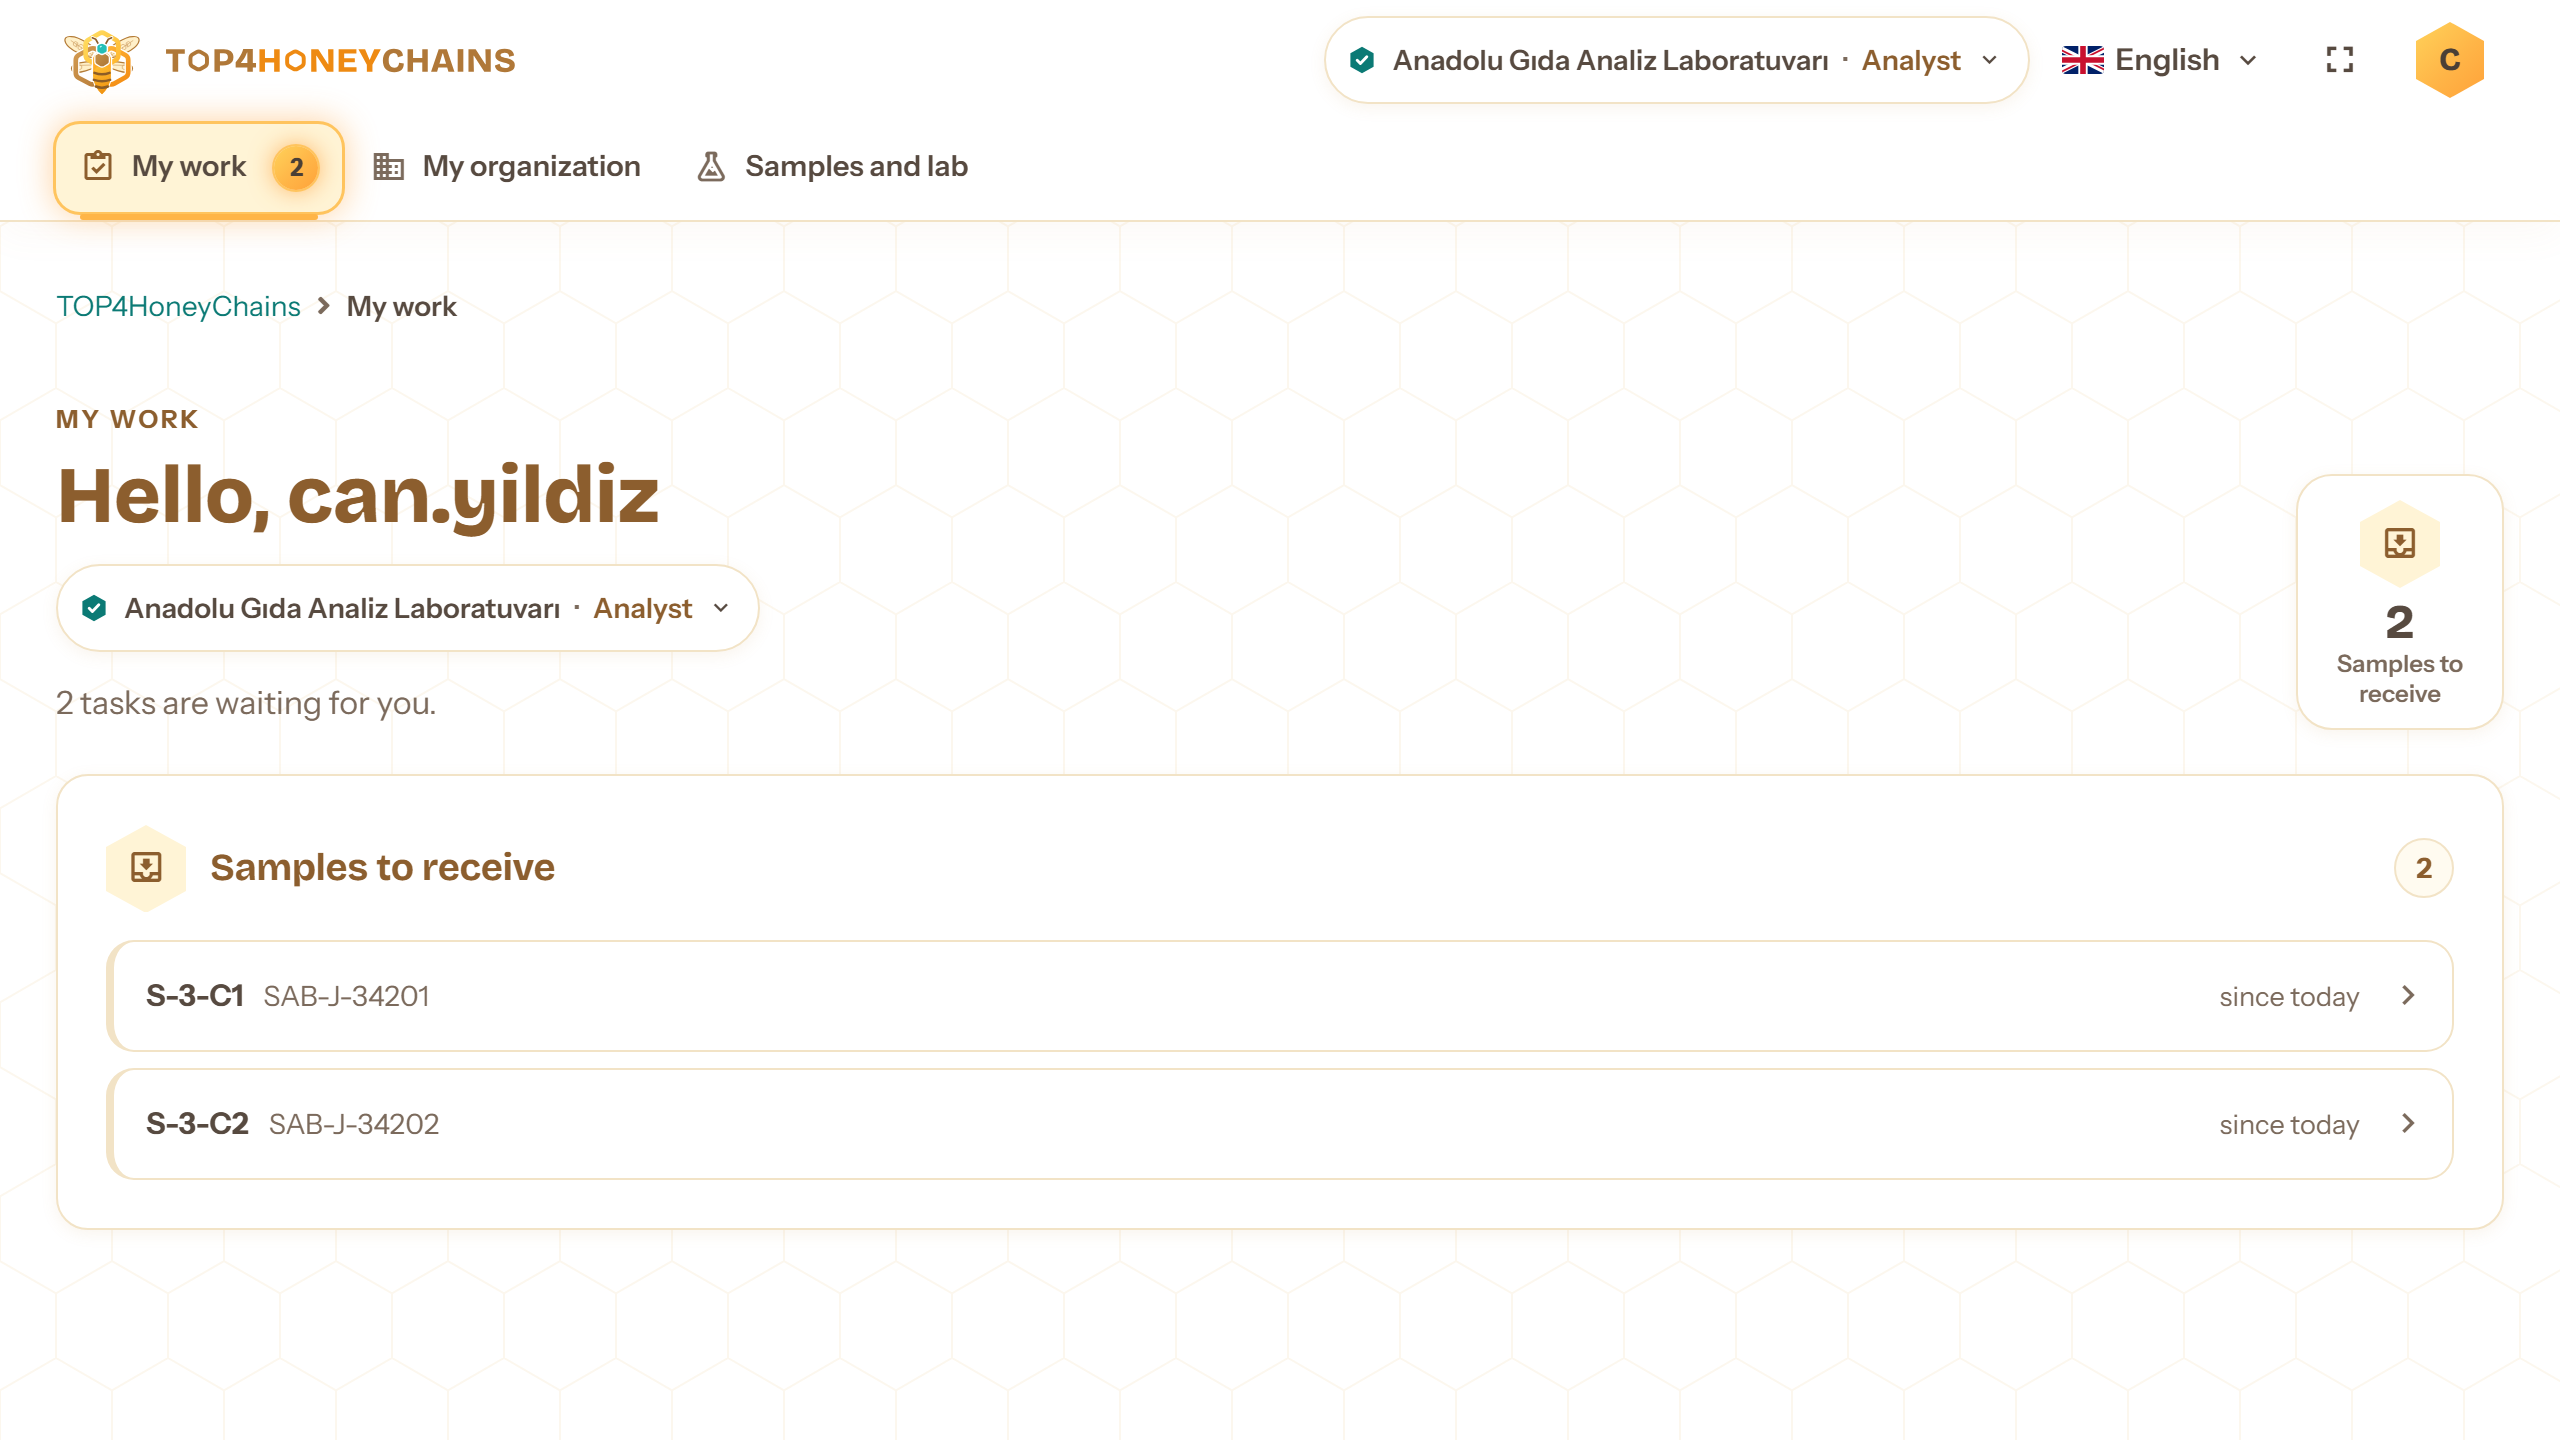 TOP4HONEYCHAINS
Anadolu Gıda Analiz Laboratuvarı · Analyst
English
C
My work 2
My organization
Samples and lab
TOP4HoneyChains > My work
MY WORK
Hello, can.yildiz
Anadolu Gıda Analiz Laboratuvarı · Analyst
2 tasks are waiting for you.
2
Samples to
receive
Samples to receive
2
S-3-C1 SAB-J-34201
since today
S-3-C2 SAB-J-34202
since today